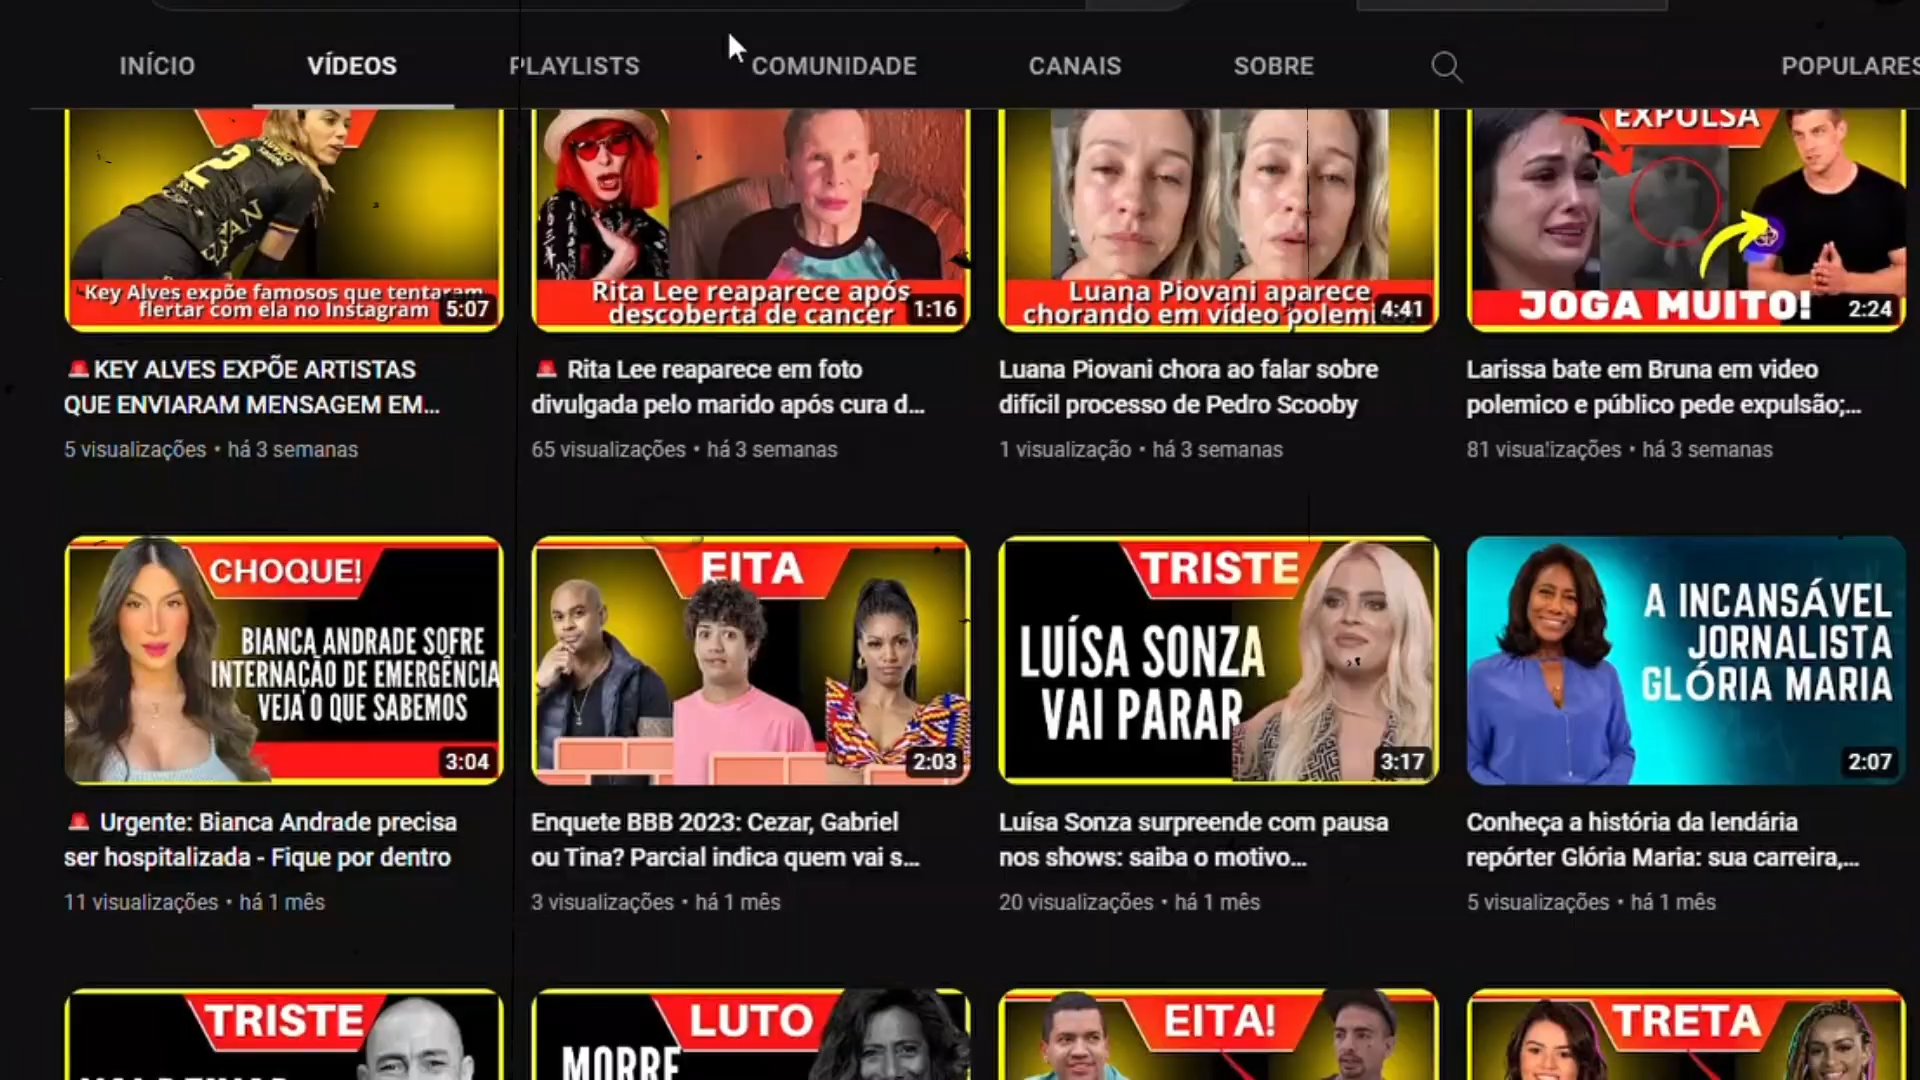 INÍCIO VÍDEOS PLAYLISTS COMUNIDADE CANAIS SOBRE POPULARES
Key Alves expõe famosos que tentaram
flertar com ela no Instagram
5:07
Rita Lee reaparece após
descoberta de cancer
1:16
Luana Piovani aparece
chorando em vídeo
4:41
EXPULSA
JOGA MUITO!
2:24
🚨KEY ALVES EXPÕE ARTISTAS
QUE ENVIARAM MENSAGEM EM...
5 visualizações • há 3 semanas
🚨 Rita Lee reaparece em foto
divulgada pelo marido após cura d...
65 visualizações • há 3 semanas
Luana Piovani chora ao falar sobre
difícil processo de Pedro Scooby
1 visualização • há 3 semanas
Larissa bate em Bruna em video
polemico e público pede expulsão;...
81 visualizações • há 3 semanas
CHOQUE!
BIANCA ANDRADE SOFRE
INTERNAÇÃO DE EMERGÊNCIA
VEJA O QUE SABEMOS
3:04
EITA
2:03
TRISTE
LUÍSA SONZA
VAI PARAR
3:17
A INCANSÁVEL
JORNALISTA
GLÓRIA MARIA
2:07
🚨 Urgente: Bianca Andrade precisa
ser hospitalizada - Fique por dentro
11 visualizações • há 1 mês
Enquete BBB 2023: Cezar, Gabriel
ou Tina? Parcial indica quem vai s...
3 visualizações • há 1 mês
Luísa Sonza surpreende com pausa
nos shows: saiba o motivo...
20 visualizações • há 1 mês
Conheça a história da lendária
repórter Glória Maria: sua carreira,...
5 visualizações • há 1 mês
TRISTE
LUTO
MORRE
EITA!
TRETA